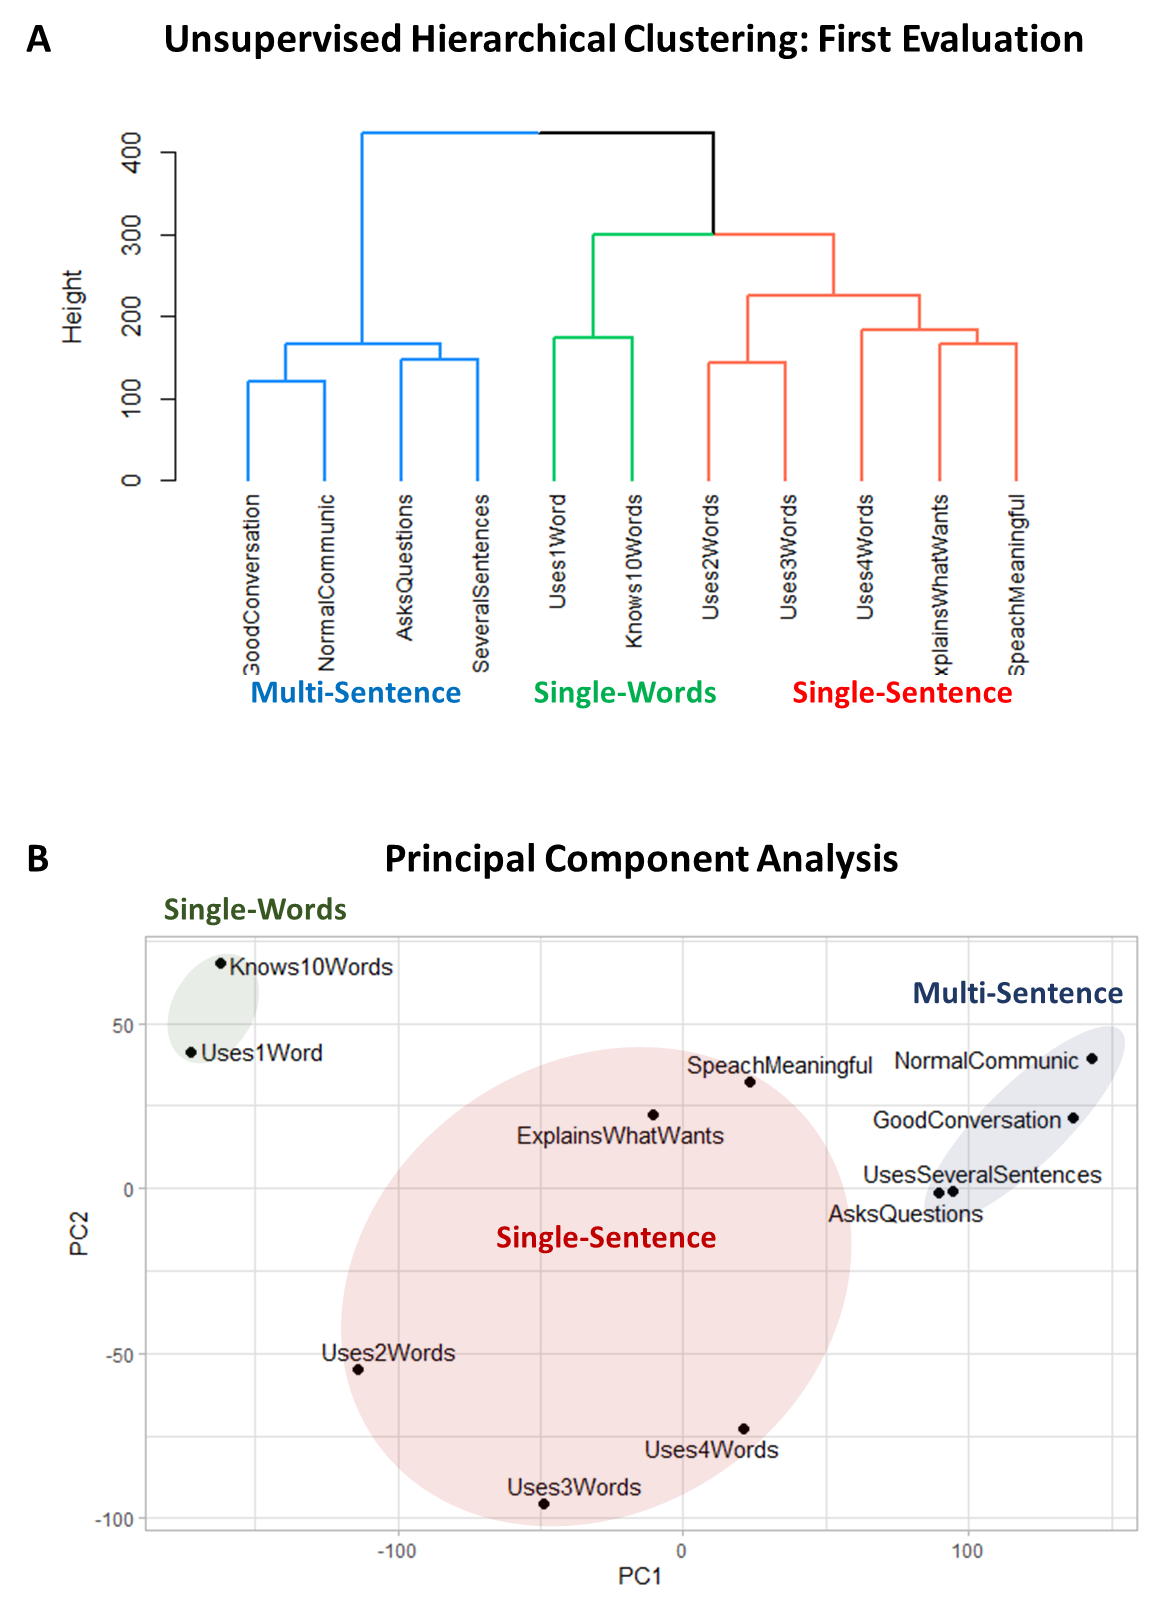 A
Unsupervised Hierarchical Clustering: First Evaluation
Height
400
300
200
100
0
GoodConversation
NormalCommunic
AsksQuestions
SeveralSentences
Uses1Word
Knows10Words
Uses2Words
Uses3Words
Uses4Words
xplainsWhatWants
SpeachMeaningful
Multi-Sentence
Single-Words
Single-Sentence
B
Principal Component Analysis
Single-Words
Knows10Words
Multi-Sentence
50
Uses1Word
SpeachMeaningful
NormalCommunic
GoodConversation
ExplainsWhatWants
UsesSeveralSentences
0
AsksQuestions
PC2
Single-Sentence
-50
Uses2Words
Uses4Words
Uses3Words
-100
-100
0
100
PC1